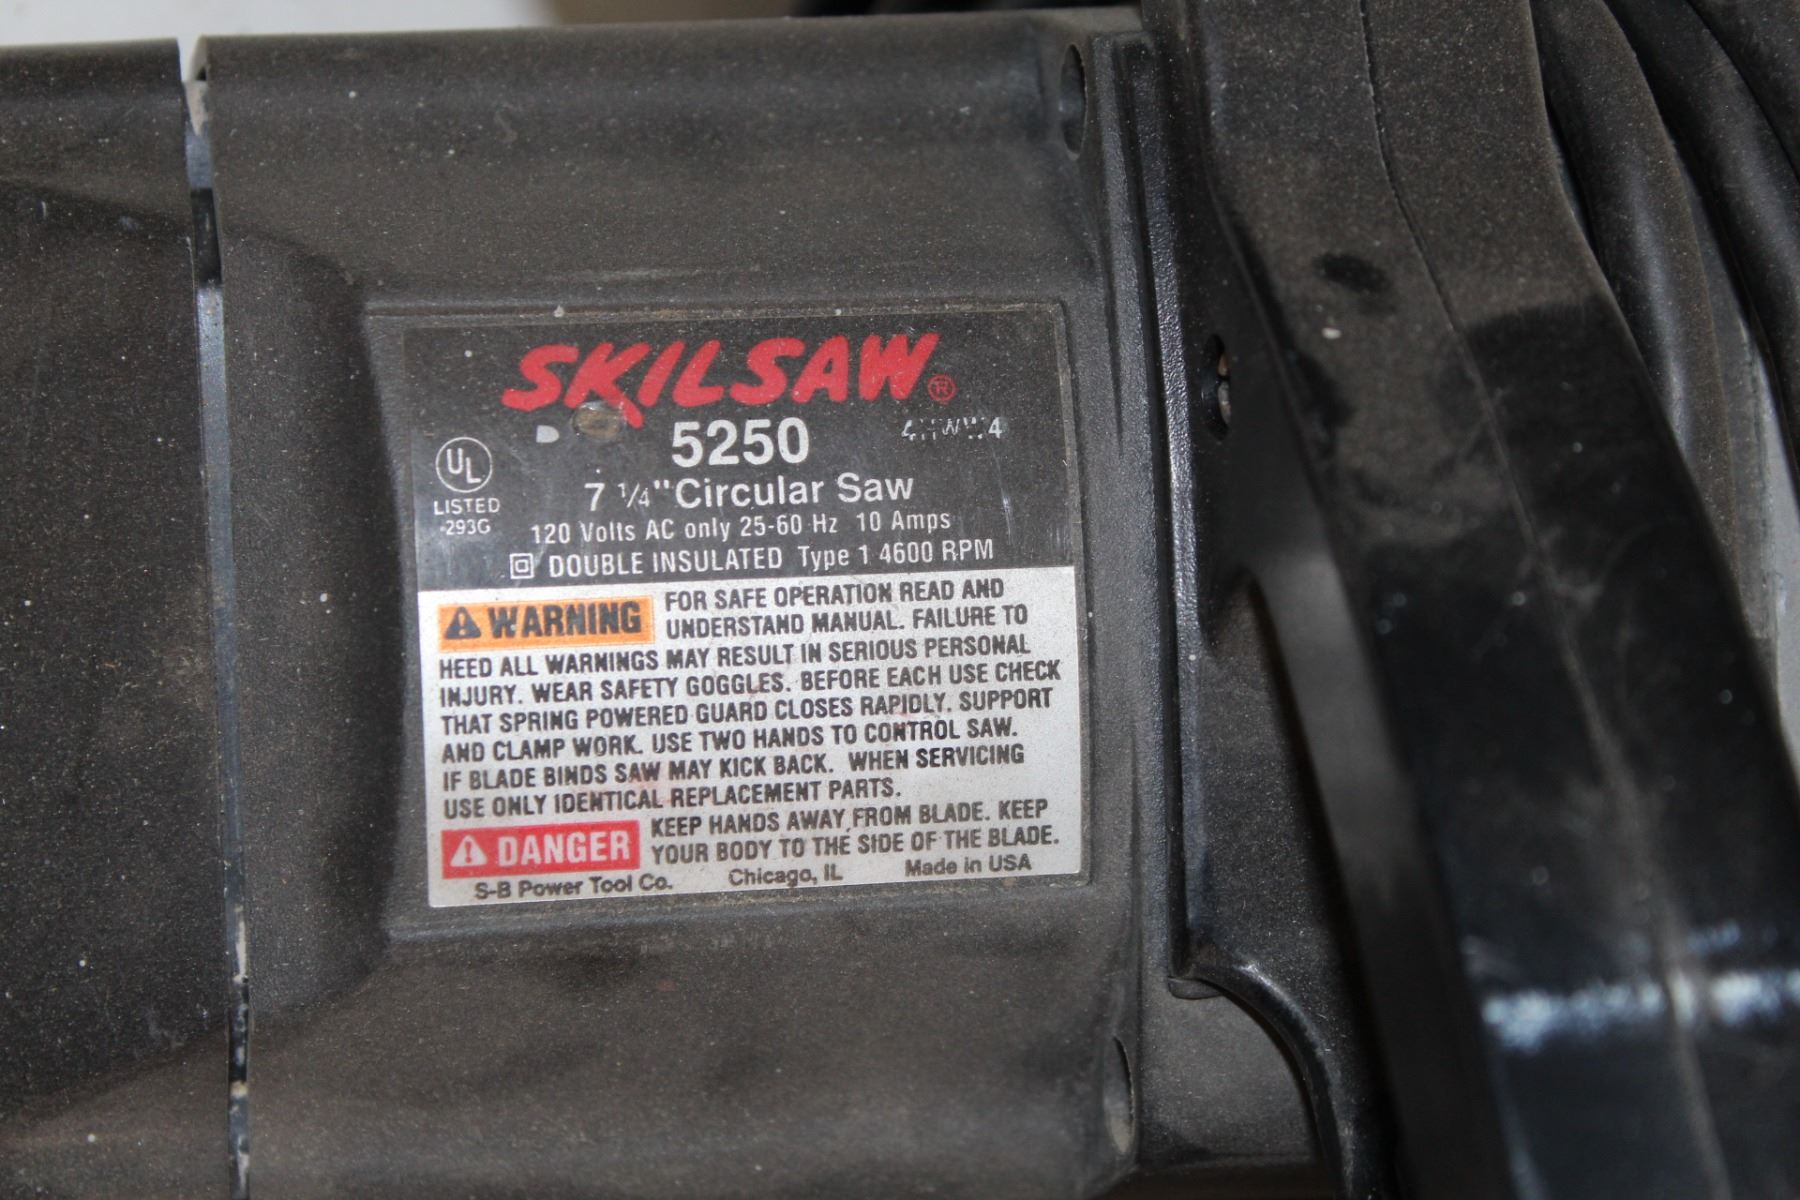 SKILSAW®
5250
7 1/4" Circular Saw
UL
LISTED
293G
120 Volts AC only 25-60 Hz 10 Amps
DOUBLE INSULATED Type 1 4600 RPM
WARNING FOR SAFE OPERATION READ AND
UNDERSTAND MANUAL. FAILURE TO
HEED ALL WARNINGS MAY RESULT IN SERIOUS PERSONAL
INJURY. WEAR SAFETY GOGGLES. BEFORE EACH USE CHECK
THAT SPRING POWERED GUARD CLOSES RAPIDLY. SUPPORT
AND CLAMP WORK. USE TWO HANDS TO CONTROL SAW.
IF BLADE BINDS SAW MAY KICK BACK. WHEN SERVICING
USE ONLY IDENTICAL REPLACEMENT PARTS.
DANGER KEEP HANDS AWAY FROM BLADE. KEEP
YOUR BODY TO THE SIDE OF THE BLADE.
S-B Power Tool Co. Chicago, IL Made in USA